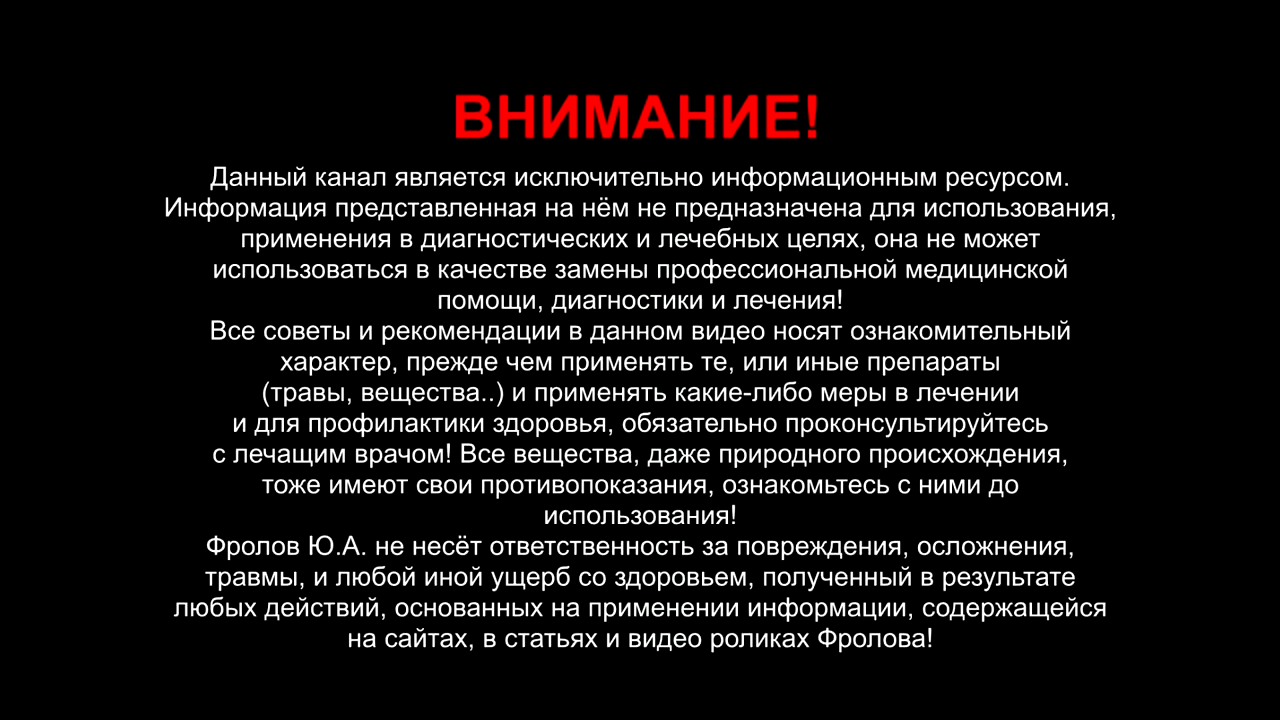 ВНИМАНИЕ!
Данный канал является исключительно информационным ресурсом.
Информация представленная на нём не предназначена для использования,
применения в диагностических и лечебных целях, она не может
использоваться в качестве замены профессиональной медицинской
помощи, диагностики и лечения!
Все советы и рекомендации в данном видео носят ознакомительный
характер, прежде чем применять те, или иные препараты
(травы, вещества..) и применять какие-либо меры в лечении
и для профилактики здоровья, обязательно проконсультируйтесь
с лечащим врачом! Все вещества, даже природного происхождения,
тоже имеют свои противопоказания, ознакомьтесь с ними до
использования!
Фролов Ю.А. не несёт ответственность за повреждения, осложнения,
травмы, и любой иной ущерб со здоровьем, полученный в результате
любых действий, основанных на применении информации, содержащейся
на сайтах, в статьях и видео роликах Фролова!